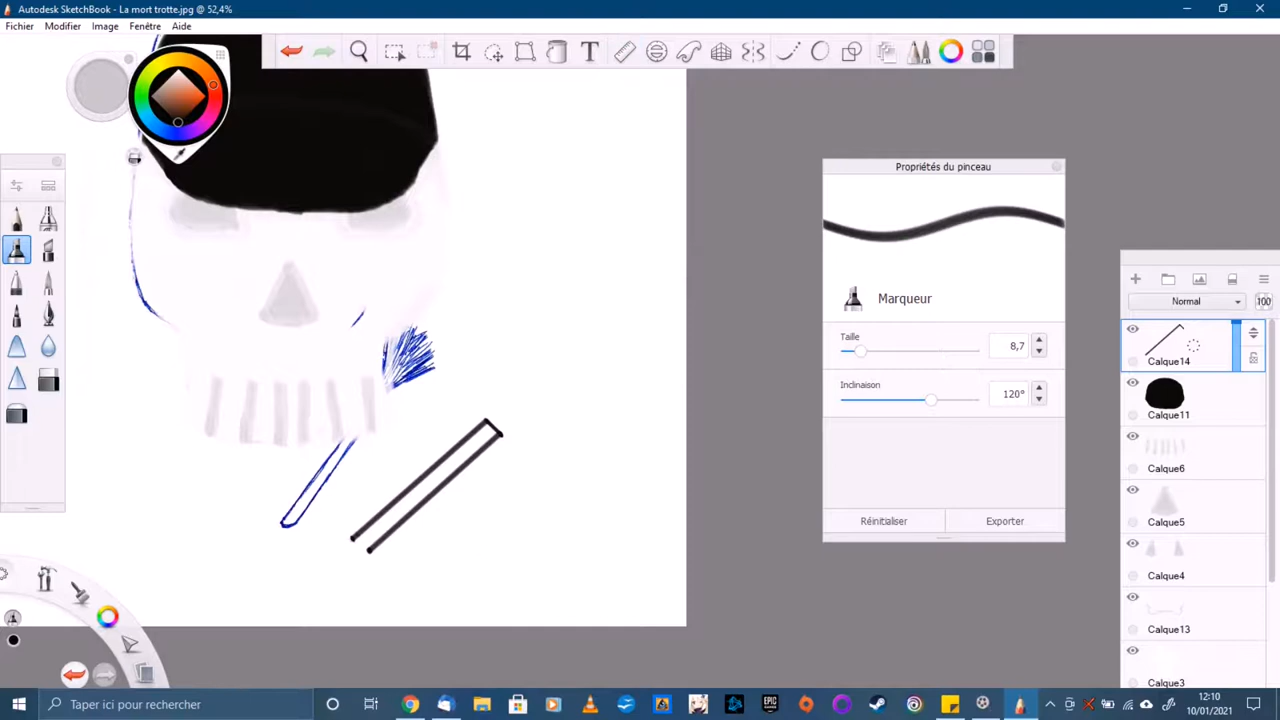 Autodesk SketchBook - La mort trotte.jpg @ 52,4%
Fichier Modifier Image Fenêtre Aide
T
Propriétés du pinceau
Marqueur
Taille
8,7
Inclinaison
120°
Réinitialiser Exporter
Normal 100
Calque14
Calque11
Calque6
Calque5
Calque4
Calque13
Calque3
Taper ici pour rechercher
EPIC GAMES
12:10
10/01/2021